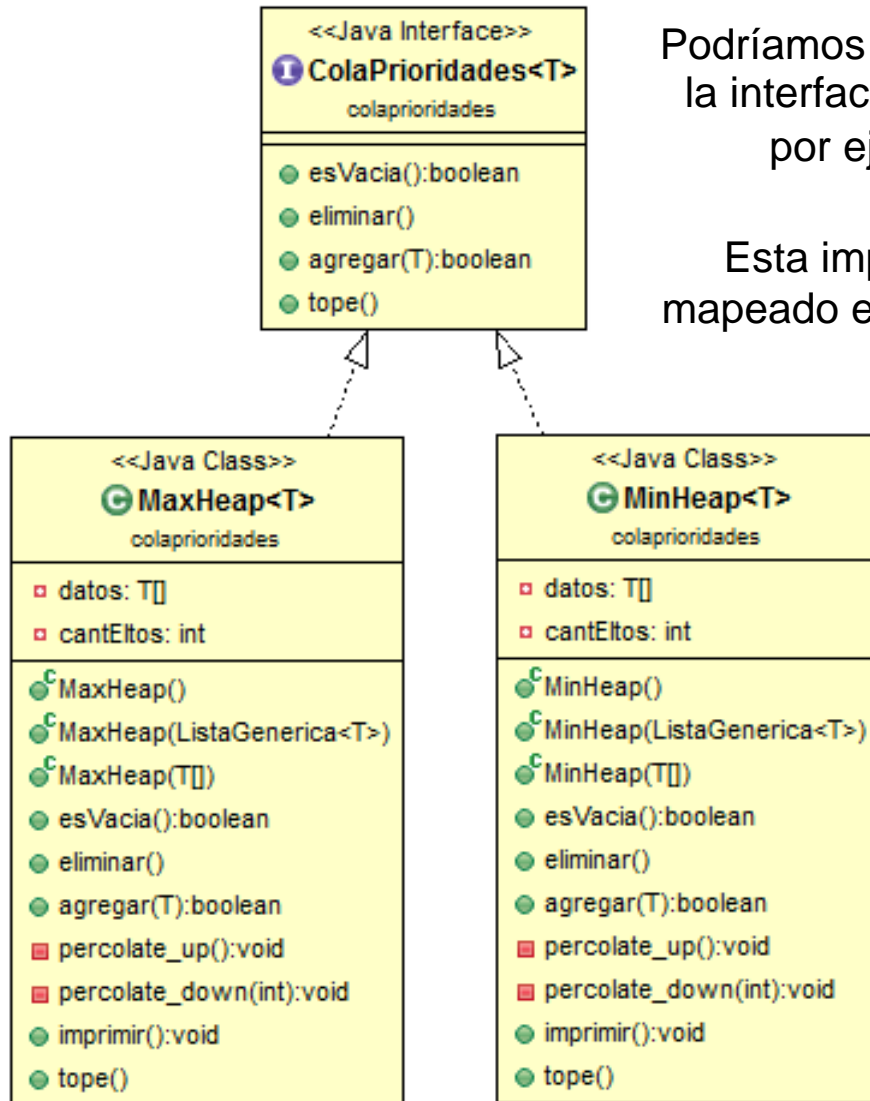 <<Java Interface>>
ColaPrioridades<T>
colaprioridades
esVacia():boolean
eliminar()
agregar(T):boolean
tope()
Podríamos
la interfac
por ej
Esta imp
mapeado e
<<Java Class>>
MaxHeap<T>
colaprioridades
datos: T[]
cantEltos: int
MaxHeap()
MaxHeap(ListaGenerica<T>)
MaxHeap(T[])
esVacia():boolean
eliminar()
agregar(T):boolean
percolate_up():void
percolate_down(int):void
imprimir():void
tope()
<<Java Class>>
MinHeap<T>
colaprioridades
datos: T[]
cantEltos: int
MinHeap()
MinHeap(ListaGenerica<T>)
MinHeap(T[])
esVacia():boolean
eliminar()
agregar(T):boolean
percolate_up():void
percolate_down(int):void
imprimir():void
tope()